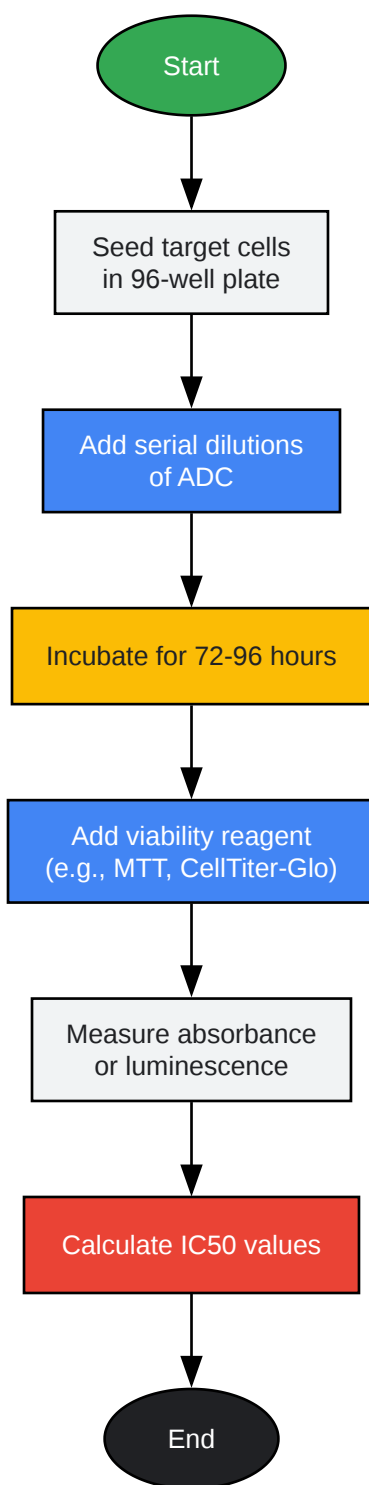 Start
Seed target cells
in 96-well plate
Add serial dilutions
of ADC
Incubate for 72-96 hours
Add viability reagent
(e.g., MTT, CellTiter-Glo)
Measure absorbance
or luminescence
Calculate IC50 values
End